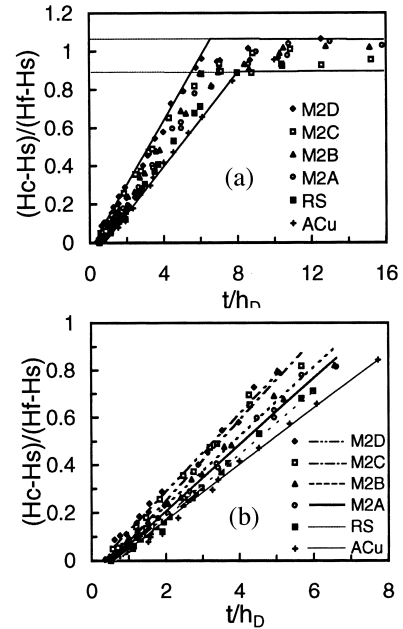 (Hc-Hs)/(Hf-Hs)
1.2
1
0.8
0.6
0.4
0.2
0
M2D
M2C
M2B
M2A
RS
ACu
(a)
0 4 8 12 16
t/hD
(Hc-Hs)/(Hf-Hs)
1
0.8
0.6
0.4
0.2
0
M2D
M2C
M2B
M2A
RS
ACu
(b)
0 2 4 6 8
t/hD